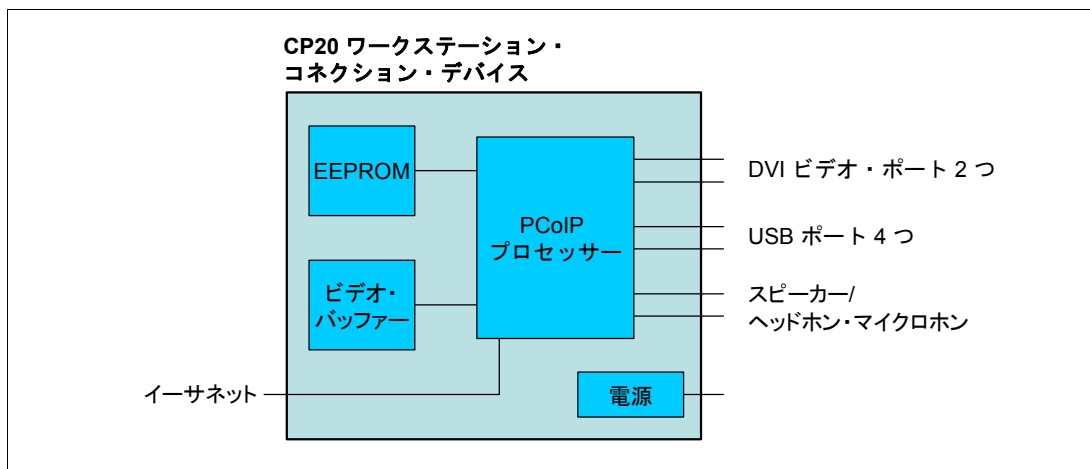 CP20 ワークステーション・
コネクション・デバイス
EEPROM
PCoIP
プロセッサー
ビデオ・
バッファー
DVI ビデオ・ポート 2 つ
USB ポート 4 つ
スピーカー/
ヘッドホン・マイクロホン
イーサネット
電源